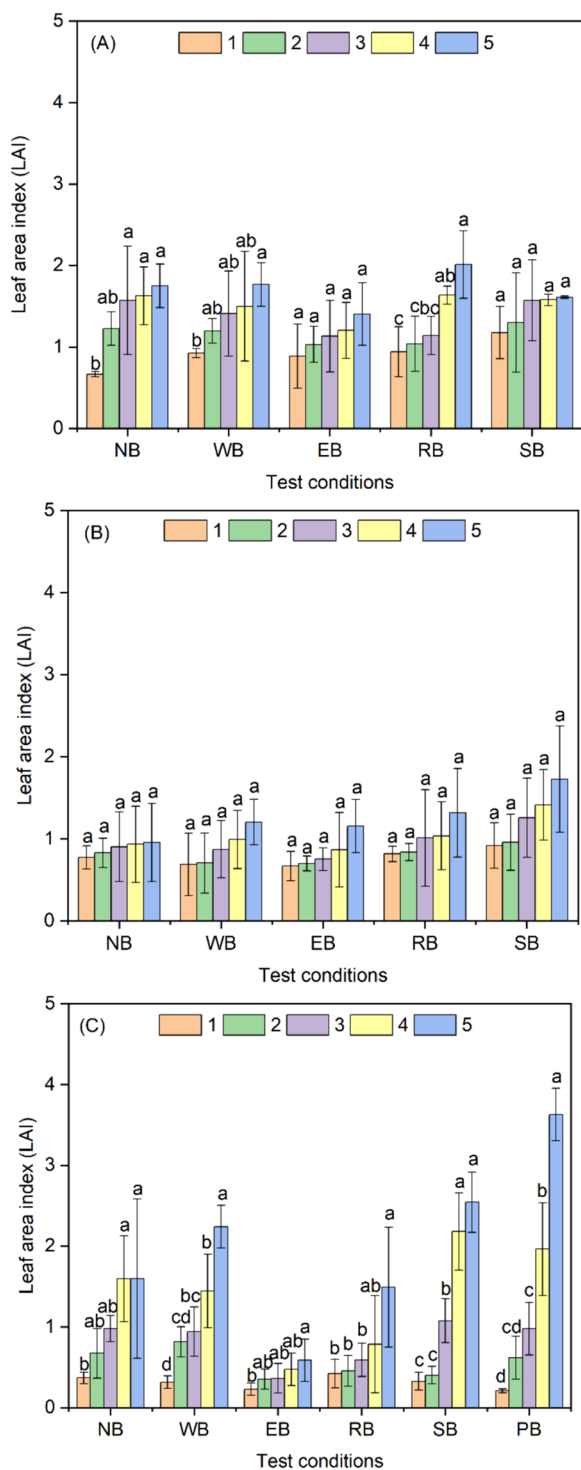 (A) 1 2 3 4 5
Leaf area index (LAI)
5
4
3
2
1
0
b ab a a a
b ab ab ab a
a a a a a
c c bc ab a
a a a a a
NB WB EB RB SB
Test conditions
(B) 1 2 3 4 5
Leaf area index (LAI)
5
4
3
2
1
0
a a a a a
a a a a a
a a a a a
a a a a a
a a a a a
NB WB EB RB SB
Test conditions
(C) 1 2 3 4 5
Leaf area index (LAI)
5
4
3
2
1
0
b ab ab a a
d cd bc b a
b ab ab ab a
b b b ab a
c c b a a
d cd c b a
NB WB EB RB SB PB
Test conditions